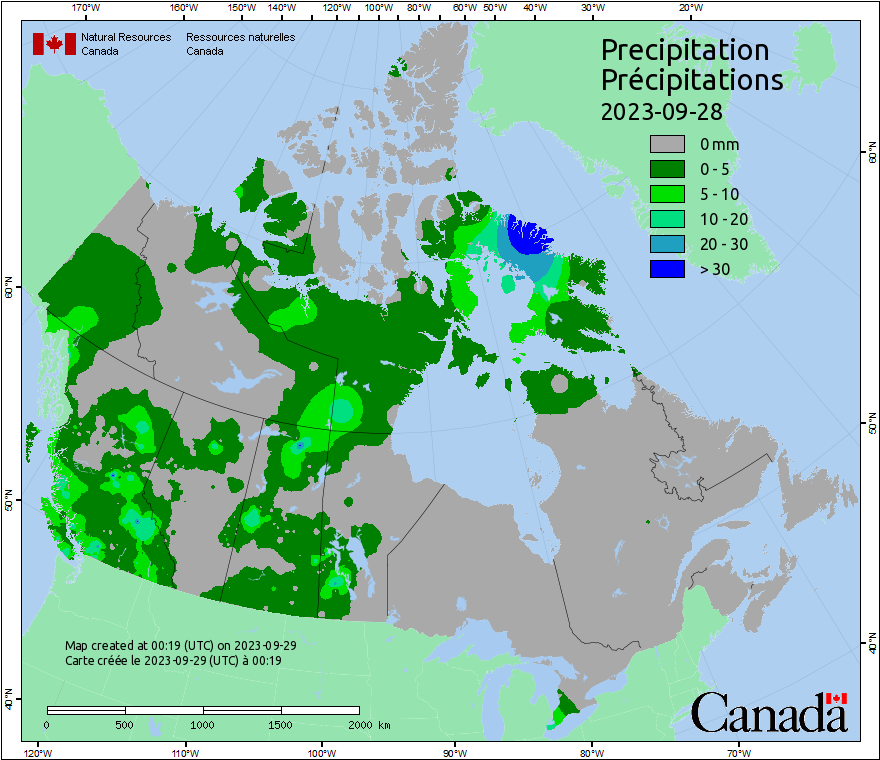 170°W 160°W 150°W 140°W 130°W 120°W 110°W 100°W 90°W 80°W 60°W 50°W 40°W 30°W 20°W
Natural Resources Ressources naturelles
Canada Canada
Precipitation
Précipitations
2023-09-28
0 mm
0 - 5
5 - 10
10 - 20
20 - 30
> 30
60°N
60°N
50°N
50°N
40°N
40°N
Map created at 00:19 (UTC) on 2023-09-29
Carte créée le 2023-09-29 (UTC) à 00:19
0 500 1000 1500 2000 km
Canada
120°W 110°W 100°W 90°W 80°W 70°W